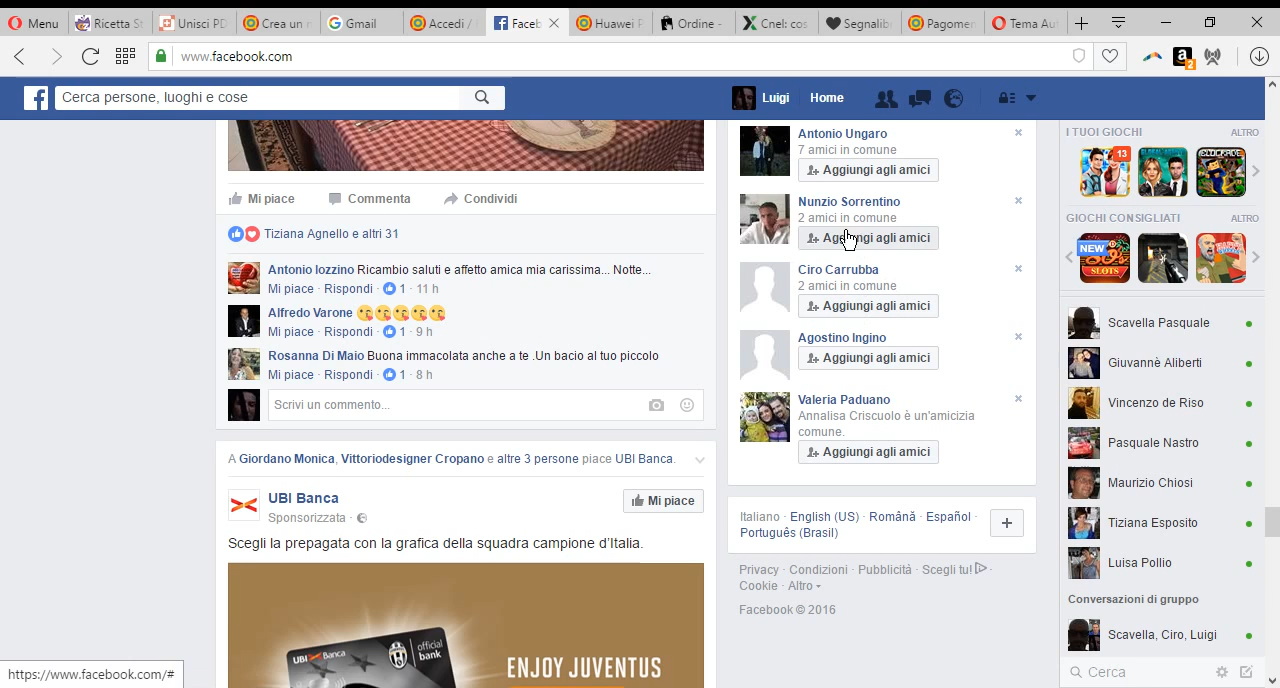 Menu
Ricetta St
Unisci PD
Crea un n
Gmail
Accedi /
Faceb
Huawei P
Ordine -
Cnel: cos
Segnalib
Pagomen
Tema Aut
www.facebook.com
2
Cerca persone, luoghi e cose
Luigi
Home
Mi piace
Commenta
Condividi
Tiziana Agnello e altri 31
Antonio Iozzino Ricambio saluti e affetto amica mia carissima... Notte...
Mi piace · Rispondi · 1 · 11 h
Alfredo Varone
Mi piace · Rispondi · 1 · 9 h
Rosanna Di Maio Buona immacolata anche a te .Un bacio al tuo piccolo
Mi piace · Rispondi · 1 · 8 h
Scrivi un commento...
A Giordano Monica, Vittoti Designer Cropano e altre 3 persone piace UBI Banca.
UBI Banca
Sponsorizzata ·
Mi piace
Scegli la prepagata con la grafica della squadra campione d'Italia.
UBI Banca
official
bank
ENJOY JUVENTUS
https://www.facebook.com/#
Antonio Ungaro
7 amici in comune
Aggiungi agli amici
Nunzio Sorrentino
2 amici in comune
Aggiungi agli amici
Ciro Carrubba
2 amici in comune
Aggiungi agli amici
Agostino Ingino
Aggiungi agli amici
Valeria Paduano
Annalisa Criscuolo è un'amicizia
comune.
Aggiungi agli amici
Italiano · English (US) · Română · Español ·
Português (Brasil)
Privacy · Condizioni · Pubblicità · Scegli tu! ·
Cookie · Altro
Facebook © 2016
I TUOI GIOCHI
ALTRO
13
GIOCHI CONSIGLIATI
ALTRO
NEW
SLOTS
Scavella Pasquale
Giuvannè Aliberti
Vincenzo de Riso
Pasquale Nastro
Maurizio Chiosi
Tiziana Esposito
Luisa Pollio
Conversazioni di gruppo
Scavella, Ciro, Luigi
Cerca